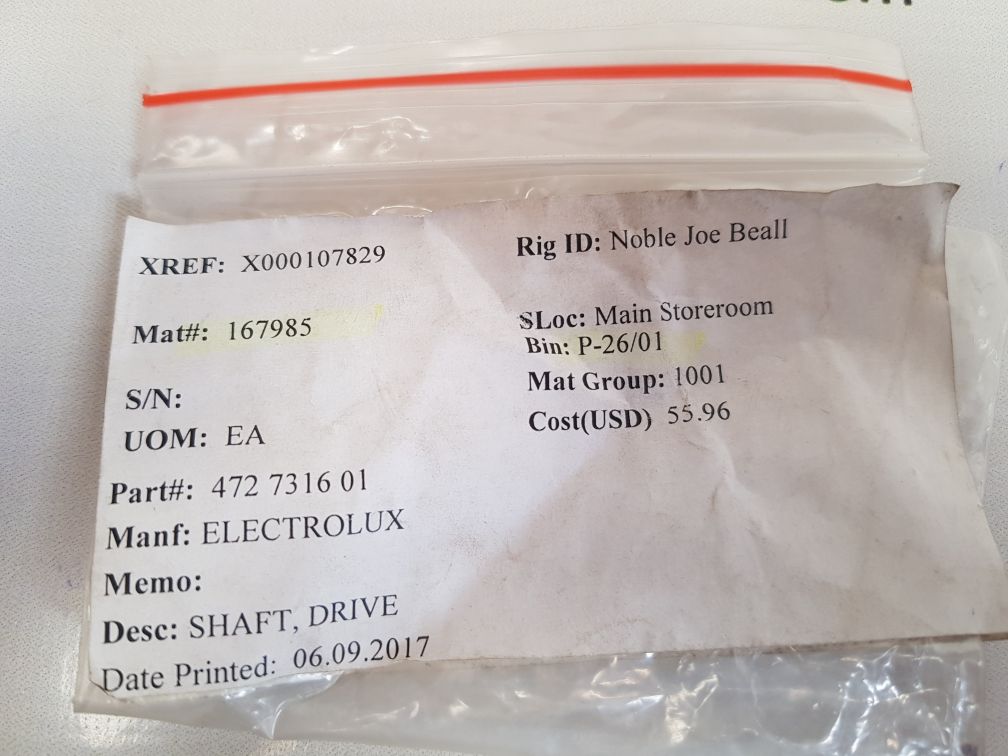 XREF: X000107829
Rig ID: Noble Joe Beall
Mat#: 167985
SLoc: Main Storeroom
Bin: P-26/01
Mat Group: 1001
S/N:
Cost(USD) 55.96
UOM: EA
Part#: 472 7316 01
Manf: ELECTROLUX
Memo:
Desc: SHAFT, DRIVE
Date Printed: 06.09.2017